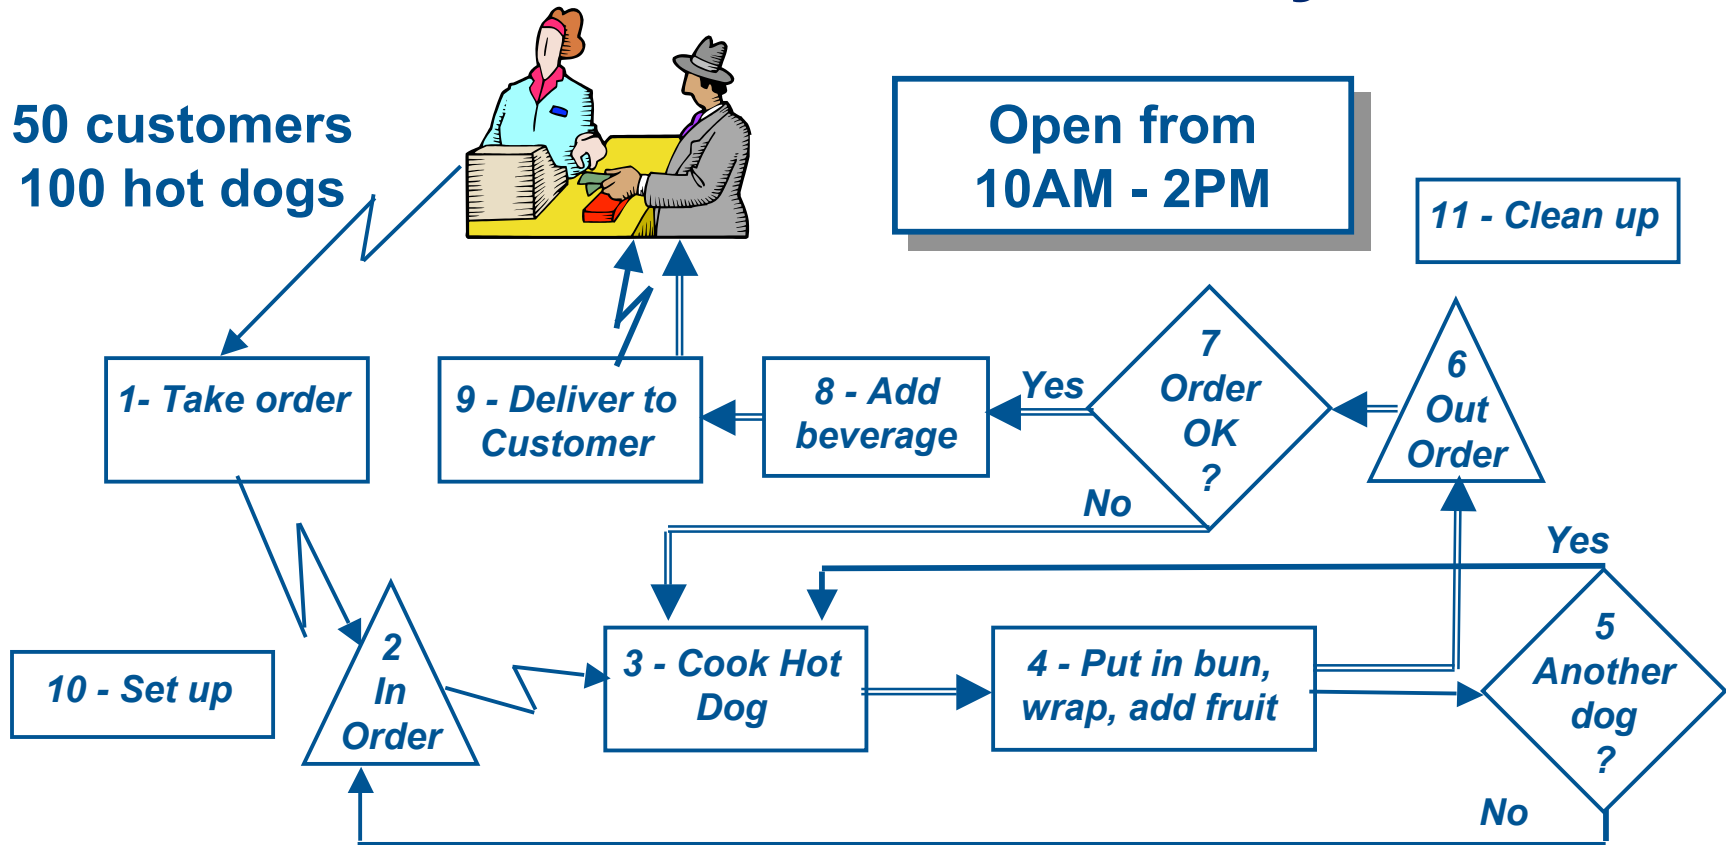 50 customers
100 hot dogs
Open from
10AM - 2PM
11 - Clean up
1- Take order
9 - Deliver to
Customer
8 - Add
beverage
Yes
7
Order
OK
?
6
Out
Order
No
Yes
10 - Set up
2
In
Order
3 - Cook Hot
Dog
4 - Put in bun,
wrap, add fruit
5
Another
dog
?
No